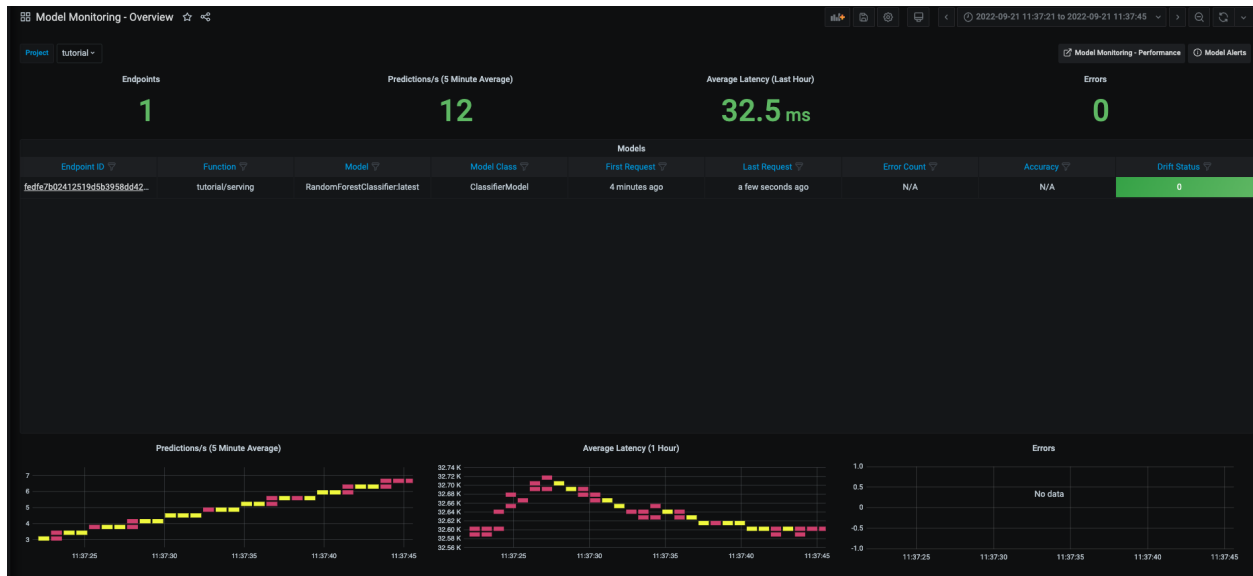 Model Monitoring - Overview
2022-09-21 11:37:21 to 2022-09-21 11:37:45
Project tutorial
Model Monitoring - Performance Model Alerts
Endpoints Predictions/s (5 Minute Average) Average Latency (Last Hour) Errors
1 12 32.5 ms 0
Models
Endpoint ID Function Model Model Class First Request Last Request Error Count Accuracy Drift Status
fedfe7b02412519d5b3958dd42... tutorial/serving RandomForestClassifier:latest ClassifierModel 4 minutes ago a few seconds ago N/A N/A 0
Predictions/s (5 Minute Average)
7
6
5
4
3
11:37:25 11:37:30 11:37:35 11:37:40 11:37:45
Average Latency (1 Hour)
32.74 K
32.72 K
32.70 K
32.68 K
32.66 K
32.64 K
32.62 K
32.60 K
32.58 K
32.56 K
11:37:25 11:37:30 11:37:35 11:37:40 11:37:45
Errors
1.0
0.5
No data
0
-0.5
-1.0
11:37:25 11:37:30 11:37:35 11:37:40 11:37:45